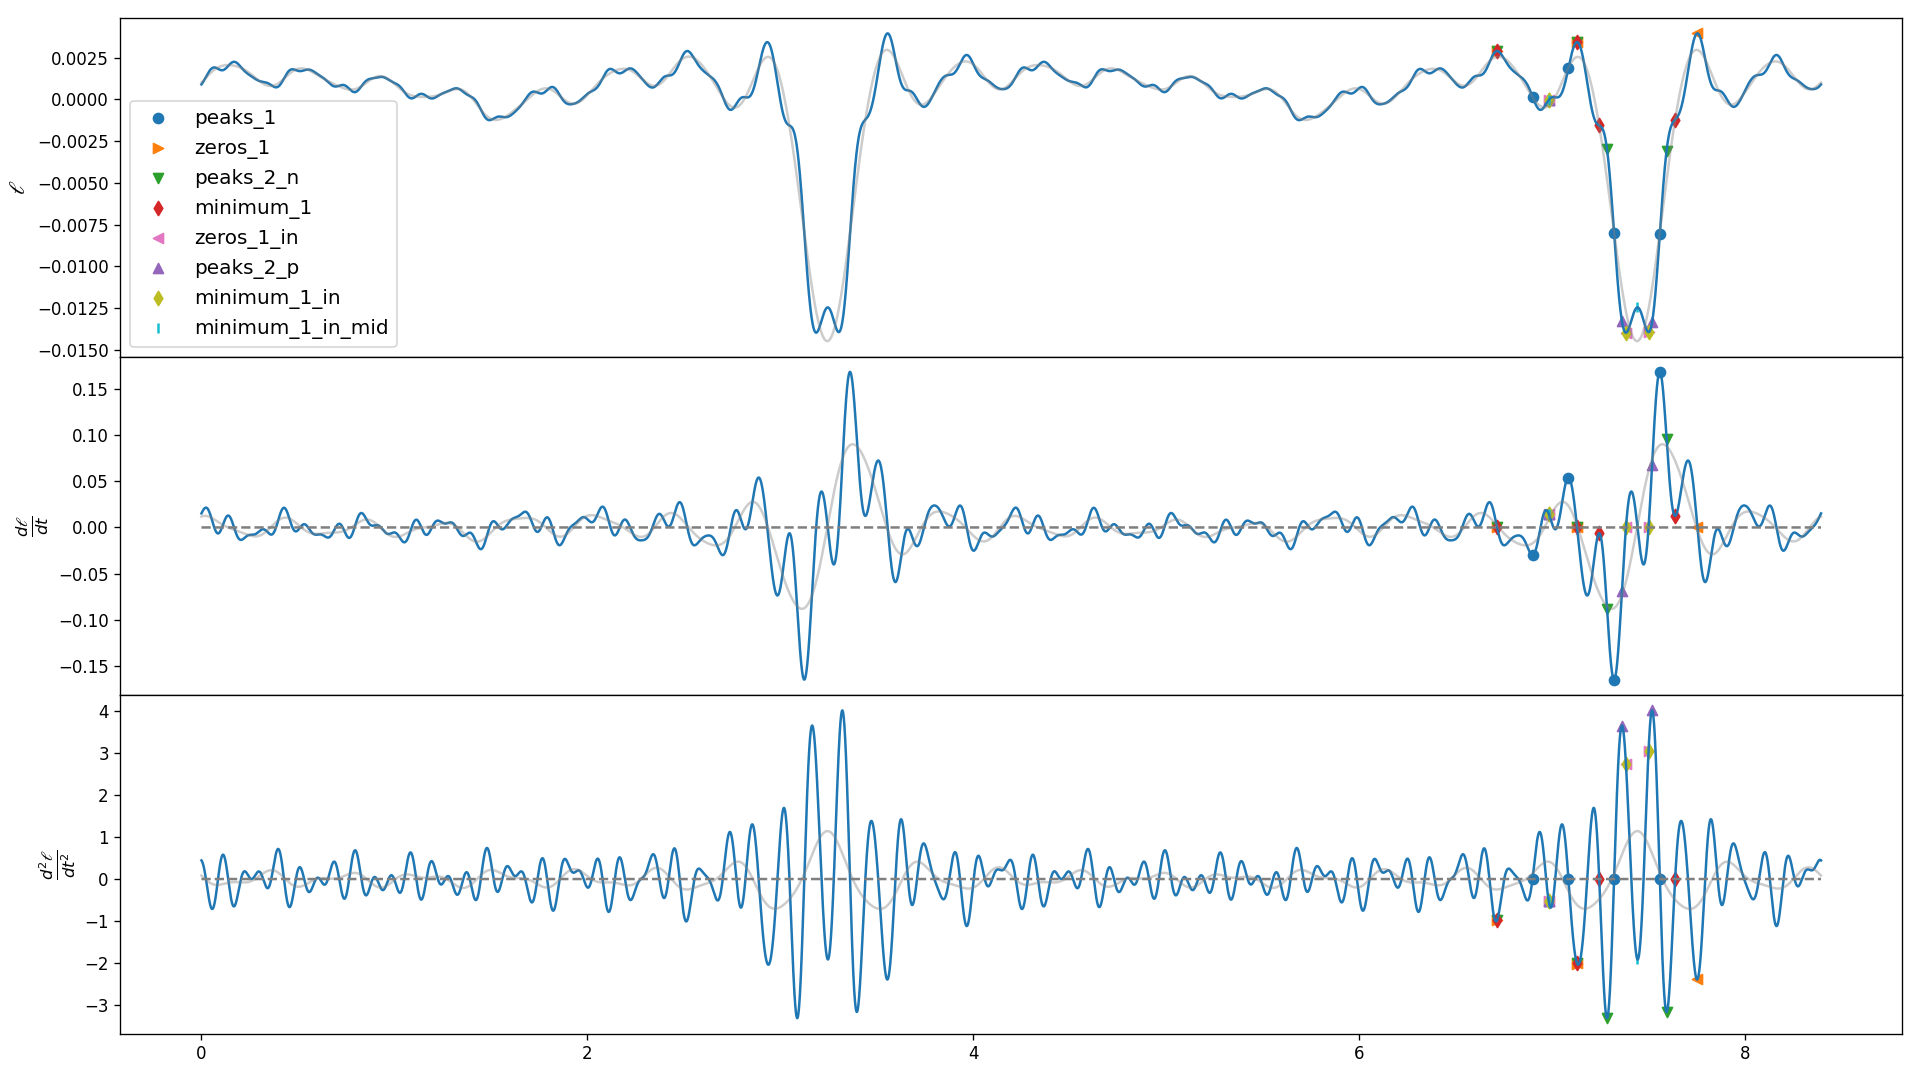 0.0025
0.0000
−0.0025
−0.0050
−0.0075
−0.0100
−0.0125
−0.0150
ℓ
peaks_1
zeros_1
peaks_2_n
minimum_1
zeros_1_in
peaks_2_p
minimum_1_in
minimum_1_in_mid
0.15
0.10
0.05
0.00
−0.05
−0.10
−0.15
dℓ
dt
4
3
2
1
0
−1
−2
−3
d²ℓ
dt²
0 2 4 6 8